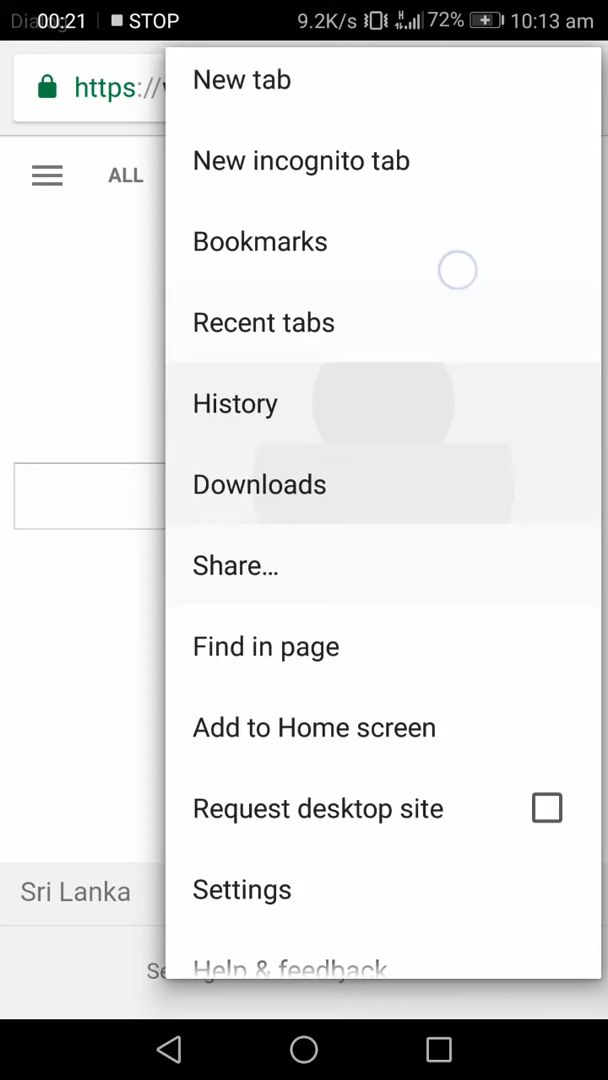 00:21 STOP 9.2K/s 72% 10:13 am
https://
New tab
ALL
New incognito tab
Bookmarks
Recent tabs
History
Downloads
Share...
Find in page
Add to Home screen
Request desktop site
Sri Lanka
Settings
Help & feedback